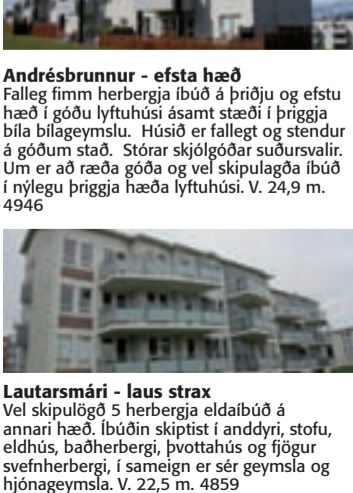 Andrésbrunnur - efsta hæð
Falleg fimm herbergja íbúð á þriðju og efstu
hæð í góðu lyftuhúsi ásamt stæði í þriggja
bíla bílageymslu. Húsið er fallegt og stendur
á góðum stað. Stórar skjólgóðar suðursvalir.
Um er að ræða góða og vel skipulagða íbúð
í nýlegu þriggja hæða lyftuhúsi. V. 24,9 m.
4946
Lautarsmári - laus strax
Vel skipulögð 5 herbergja eldaíbúð á
annari hæð. Íbúðin skiptist í anddyri, stofu,
eldhús, baðherbergi, þvottahús og fjögur
svefnherbergi, í sameign er sér geymsla og
hjónageymsla. V. 22,5 m. 4859